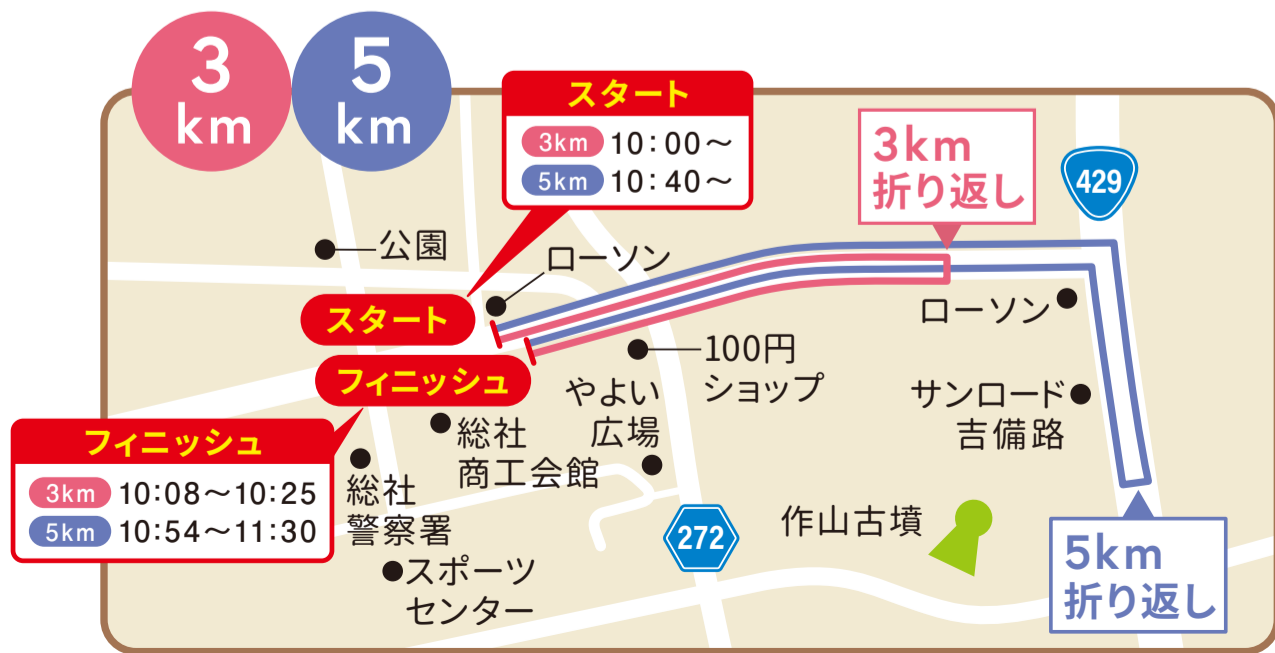 3
km
5
km
スタート
3km 10:00～
5km 10:40～
3km
折り返し
429
公園
ローソン
スタート
フィニッシュ
ローソン
100円
ショップ
やよい
広場
サンロード
吉備路
フィニッシュ
3km 10:08～10:25
5km 10:54～11:30
総社
商工会館
総社
警察署
272
作山古墳
スポーツ
センター
5km
折り返し